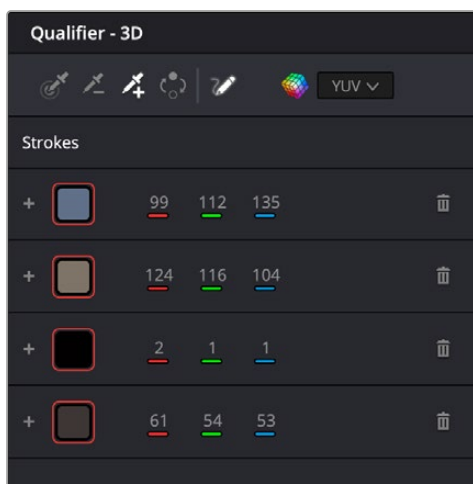 Qualifier - 3D
YUV
Strokes
+ 99 112 135
+ 124 116 104
+ 2 1 1
+ 61 54 53